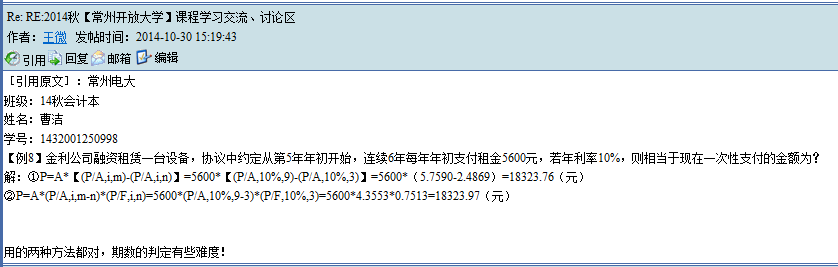 Re: RE:2014秋【常州开放大学】课程学习交流、讨论区
作者：王微 发帖时间：2014-10-30 15:19:43
引用 回复 邮箱 编辑
[引用原文]：常州电大
班级：14秋会计本
姓名：曹洁
学号：1432001250998
【例8】金利公司融资租赁一台设备，协议中约定从第5年年初开始，连续6年每年年初支付租金5600元，若年利率10%，则相当于现在一次性支付的金额为？
解：①P=A*【(P/A,i,m)-(P/A,i,n)】=5600*【(P/A,10%,9)-(P/A,10%,3)】=5600*（5.7590-2.4869）=18323.76（元）
②P=A*(P/A,i,m-n)*(P/F,i,n)=5600*(P/A,10%,9-3)*(P/F,10%,3)=5600*4.3553*0.7513=18323.97（元）
用的两种方法都对，期数的判定有些难度！